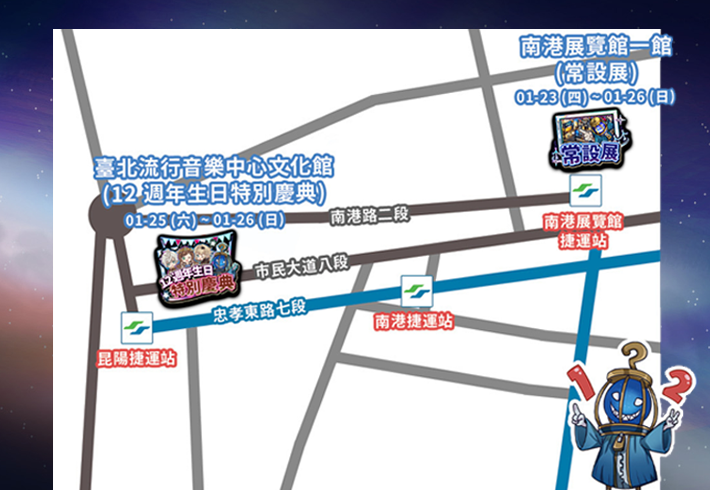 南港展覽館一館
(常設展)
01-23 (四) ~ 01-26 (日)
常設展
臺北流行音樂中心文化館
(12 週年生日特別慶典)
01-25 (六) ~ 01-26 (日)
12週年生日
特別慶典
南港路二段
南港展覽館
捷運站
市民大道八段
忠孝東路七段
南港捷運站
昆陽捷運站
1 ? 2